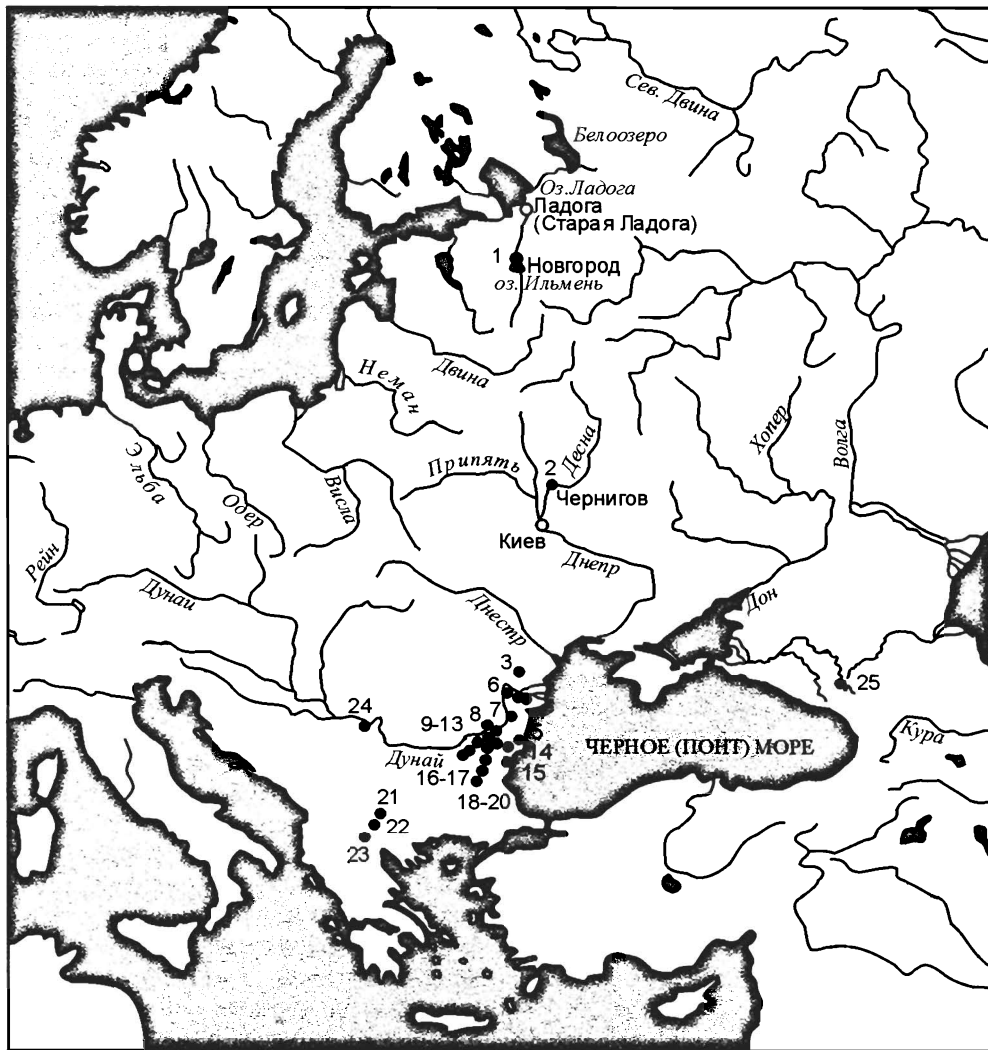 Сев. Двина
Белоозеро
Оз.Ладога
Ладога
(Старая Ладога)
1
Новгород
оз. Ильмень
Двина
Неман
Хопер
Волга
Десна
Припять
2
Чернигов
Эльба
Одер
Висла
Киев
Рейн
Днепр
Дунай
Днестр
Дон
3
6
25
24
7
8
9-13
14
ЧЕРНОЕ (ПОНТ) МОРЕ
Кура
Дунай
15
16-17
18-20
21
22
23